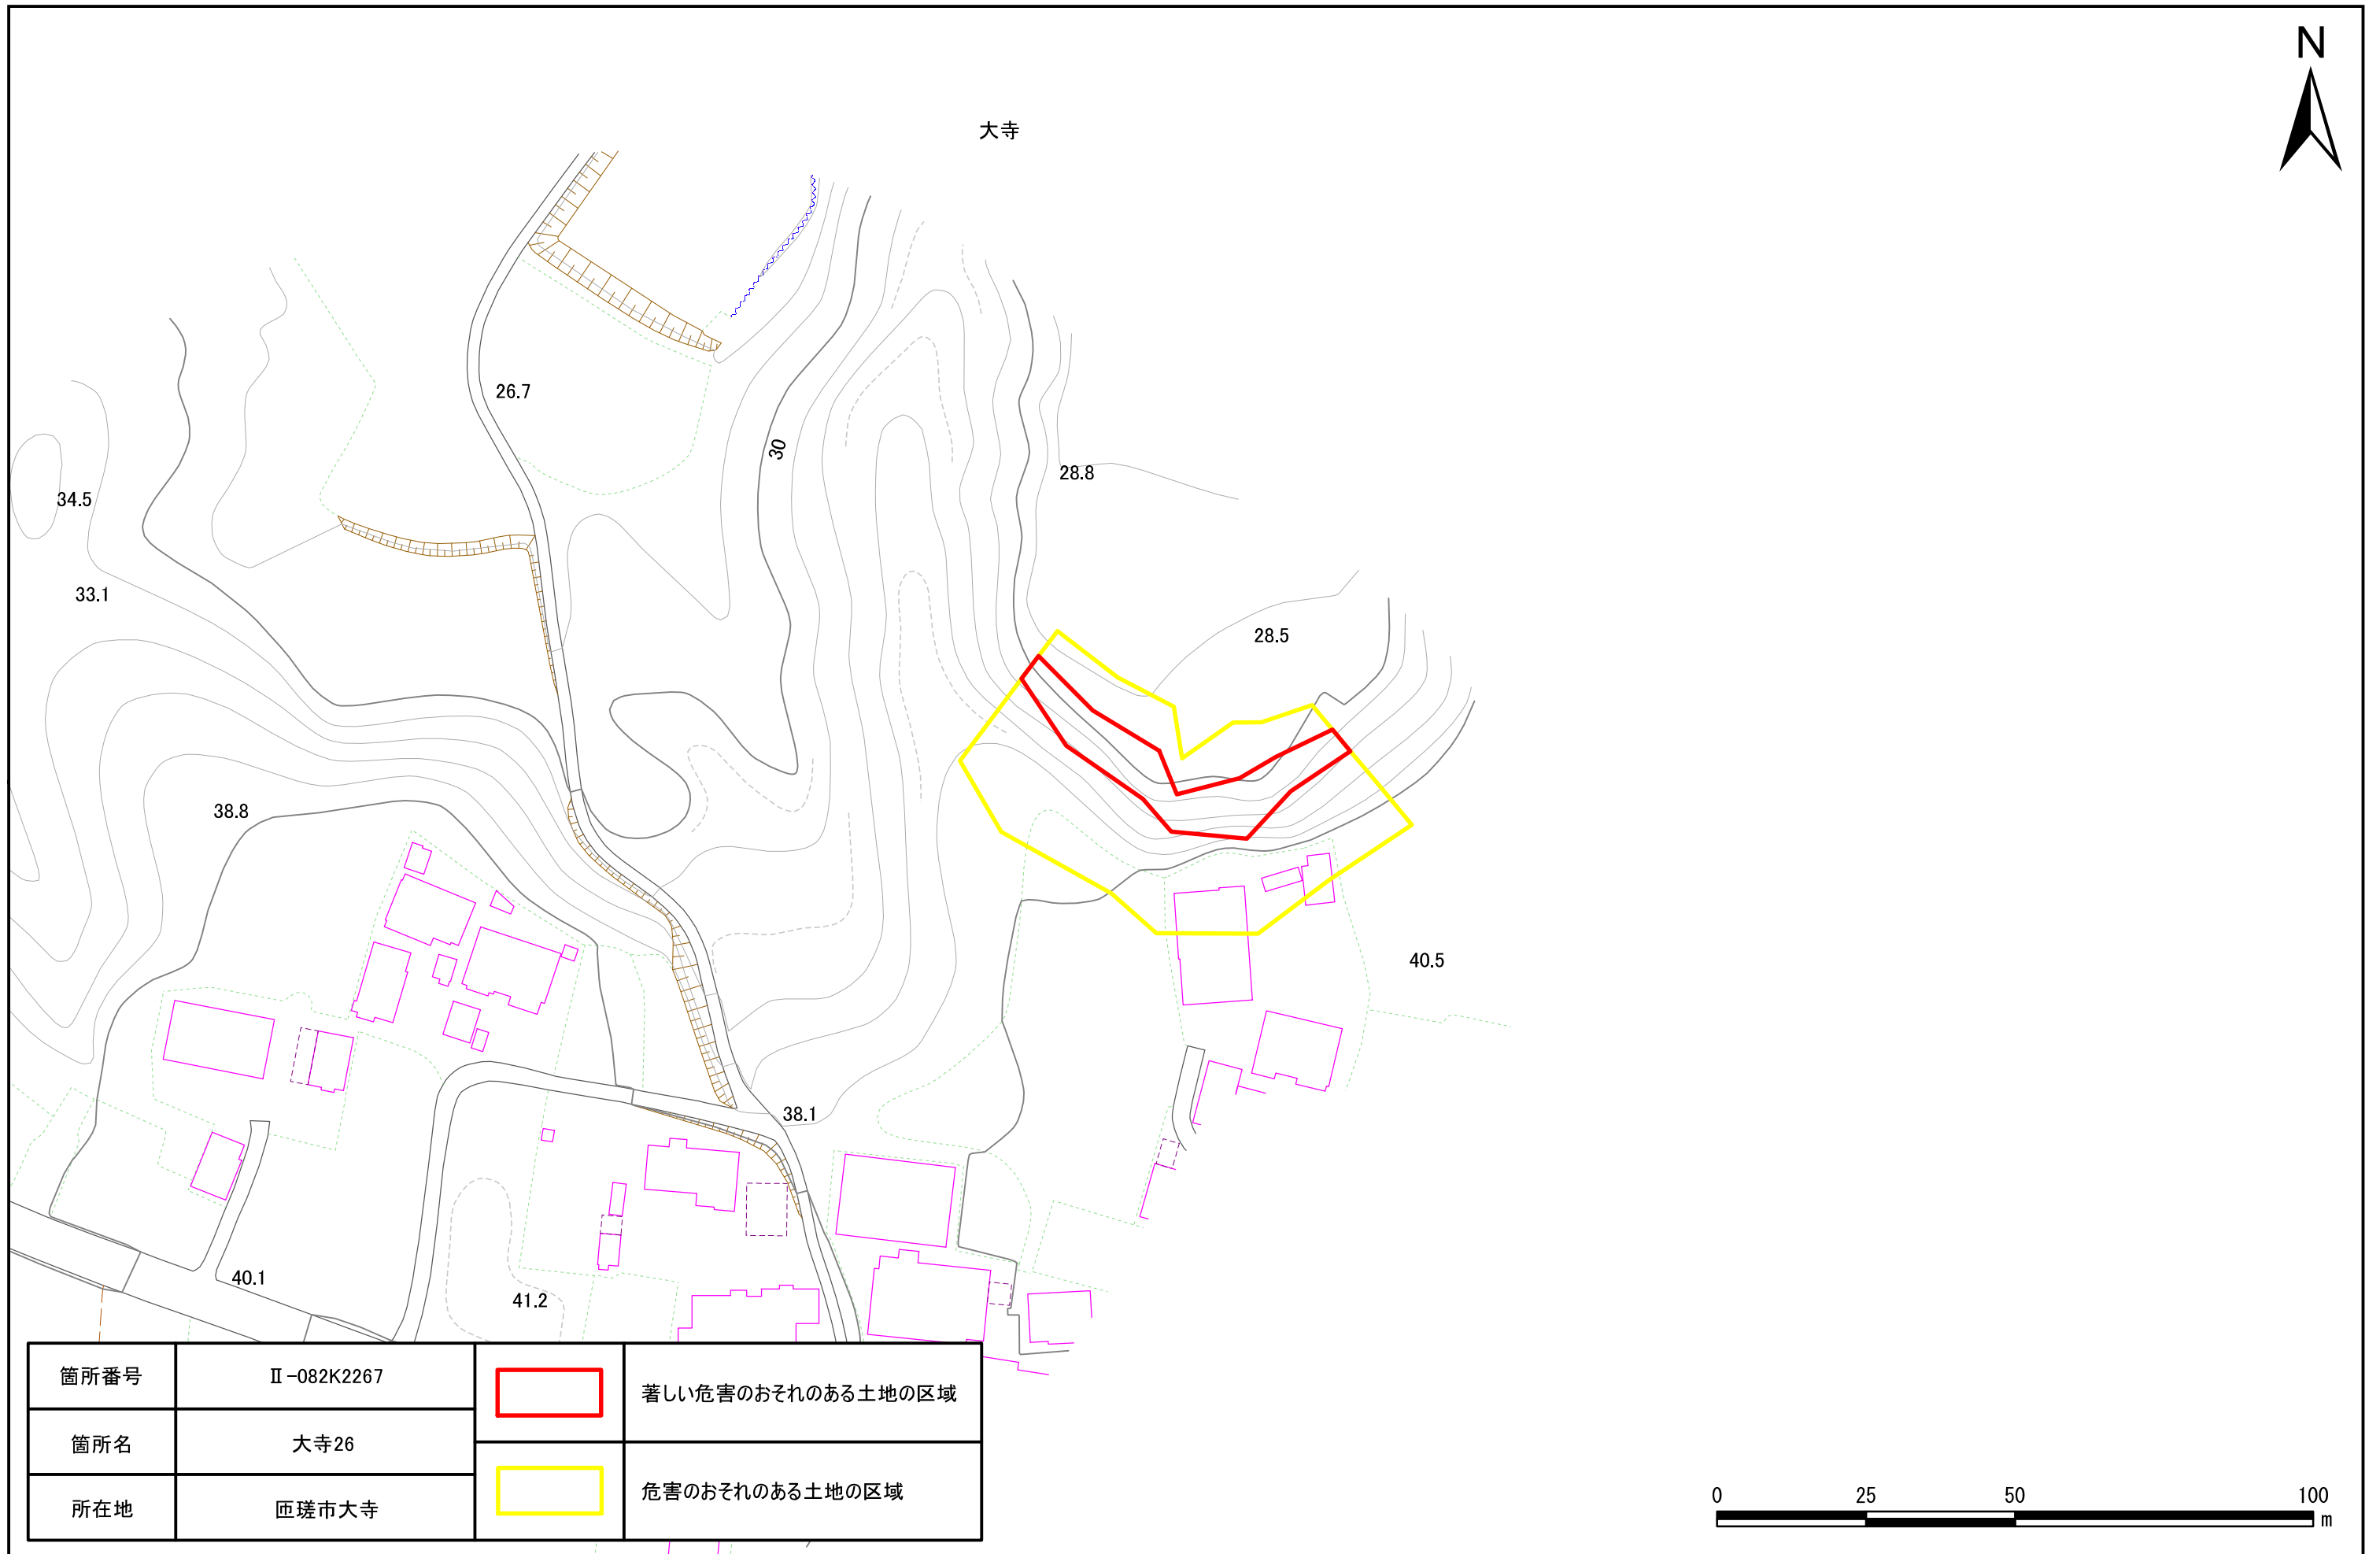 N
大寺
26.7
30
28.8
34.5
33.1
28.5
38.8
40.5
38.1
40.1
41.2
箇所番号 Ⅱ-082K2267
箇所名 大寺26
所在地 匝瑳市大寺
著しい危害のおそれのある土地の区域
危害のおそれのある土地の区域
0 25 50 100
m